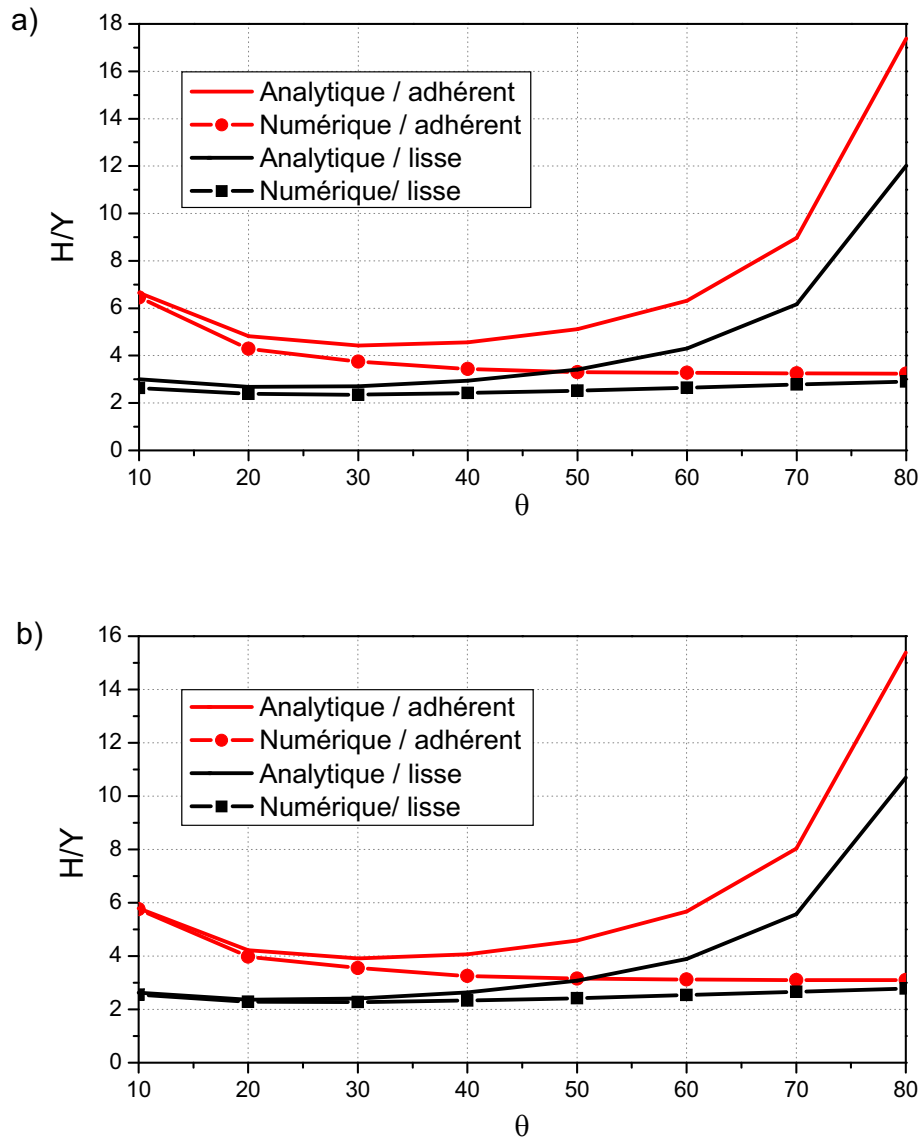 a)
18
16
14
12
10
8
6
4
2
0
H/Y
Analytique / adhérent
Numérique / adhérent
Analytique / lisse
Numérique/ lisse
10 20 30 40 50 60 70 80
θ
b)
16
14
12
10
8
6
4
2
0
H/Y
Analytique / adhérent
Numérique / adhérent
Analytique / lisse
Numérique/ lisse
10 20 30 40 50 60 70 80
θ